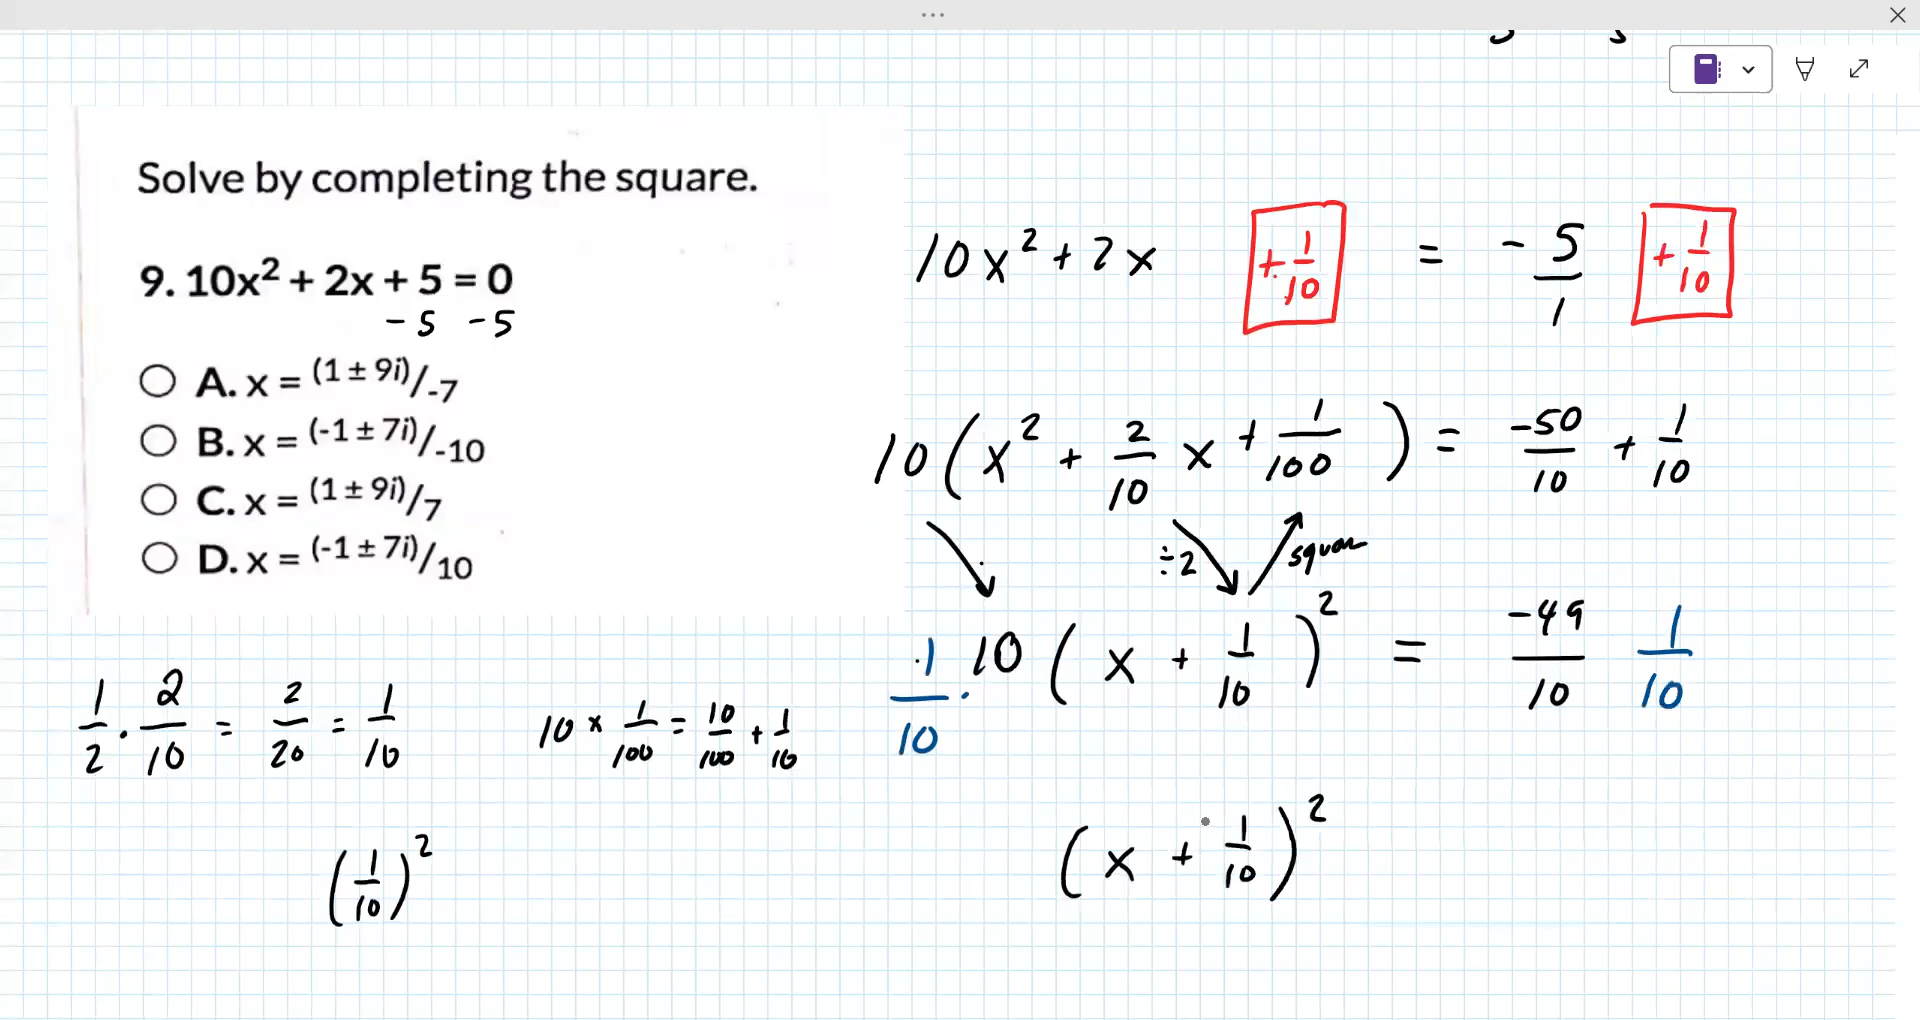 Solve by completing the square.
9. 10x² + 2x + 5 = 0
- 5 - 5
A. x = (1 ± 9i)/-7
B. x = (-1 ± 7i)/-10
C. x = (1 ± 9i)/7
D. x = (-1 ± 7i)/10
10x² + 2x + 1/10 = - 5/1 + 1/10
10(x² + 2/10 x + 1/100) = -50/10 + 1/10
÷2 square
1/10 · 10(x + 1/10)² = -49/10 1/10
1/2 · 2/10 = 2/20 = 1/10
10 × 1/100 = 10/100 + 1/10
(1/10)²
(x + 1/10)²